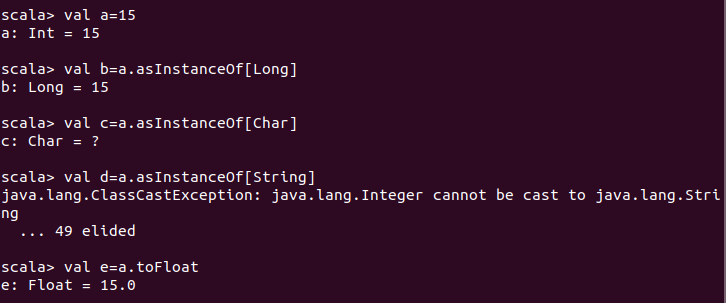 scala> val a=15
a: Int = 15
scala> val b=a.asInstanceOf[Long]
b: Long = 15
scala> val c=a.asInstanceOf[Char]
c: Char = ?
scala> val d=a.asInstanceOf[String]
java.lang.ClassCastException: java.lang.Integer cannot be cast to java.lang.Stri
ng
  ... 49 elided
scala> val e=a.toFloat
e: Float = 15.0